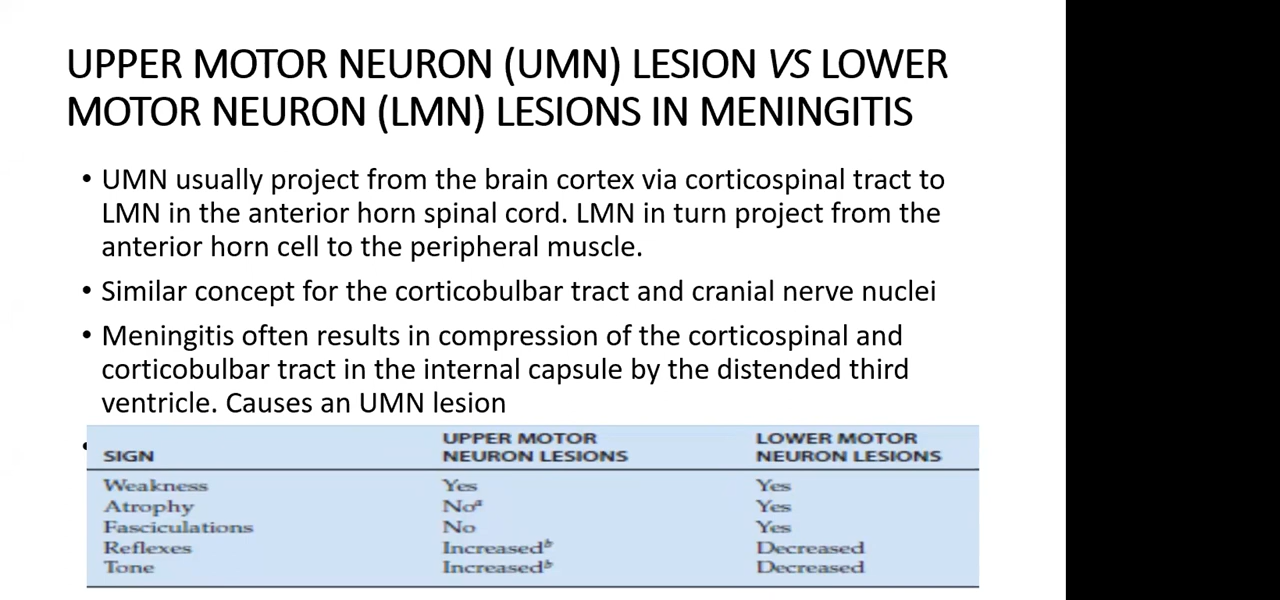 UPPER MOTOR NEURON (UMN) LESION VS LOWER
MOTOR NEURON (LMN) LESIONS IN MENINGITIS
• UMN usually project from the brain cortex via corticospinal tract to
LMN in the anterior horn spinal cord. LMN in turn project from the
anterior horn cell to the peripheral muscle.
• Similar concept for the corticobulbar tract and cranial nerve nuclei
• Meningitis often results in compression of the corticospinal and
corticobulbar tract in the internal capsule by the distended third
ventricle. Causes an UMN lesion
•
SIGN UPPER MOTOR NEURON LESIONS LOWER MOTOR NEURON LESIONS
Weakness Yes Yes
Atrophy Noᵃ Yes
Fasciculations No Yes
Reflexes Increasedᵇ Decreased
Tone Increasedᵇ Decreased